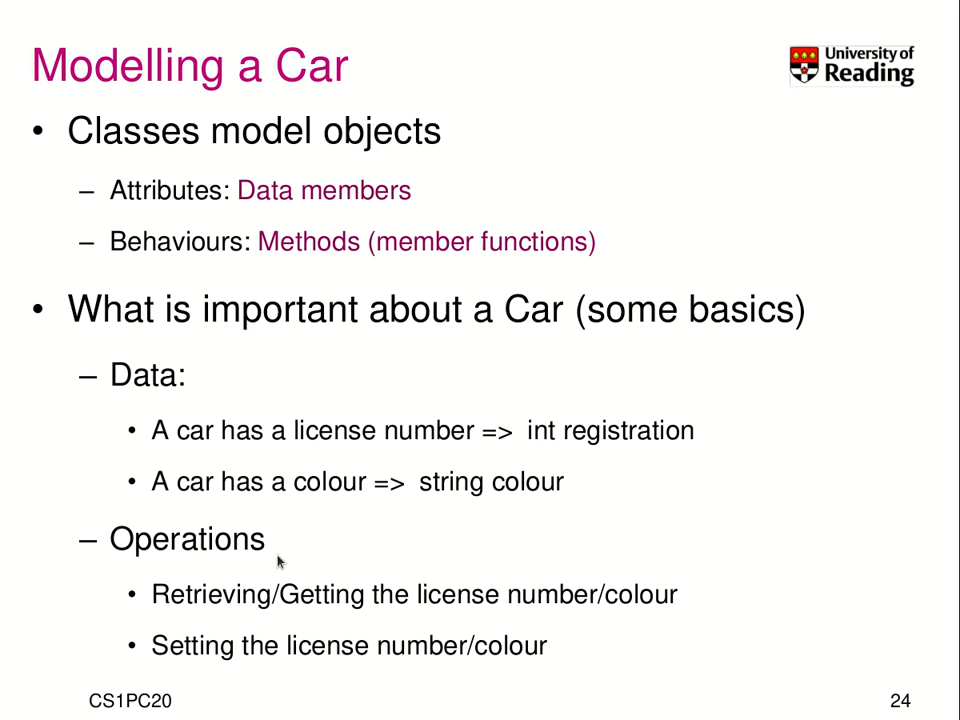 Modelling a Car
University of
Reading
• Classes model objects
– Attributes: Data members
– Behaviours: Methods (member functions)
• What is important about a Car (some basics)
– Data:
• A car has a license number => int registration
• A car has a colour => string colour
– Operations
• Retrieving/Getting the license number/colour
• Setting the license number/colour
CS1PC20
24